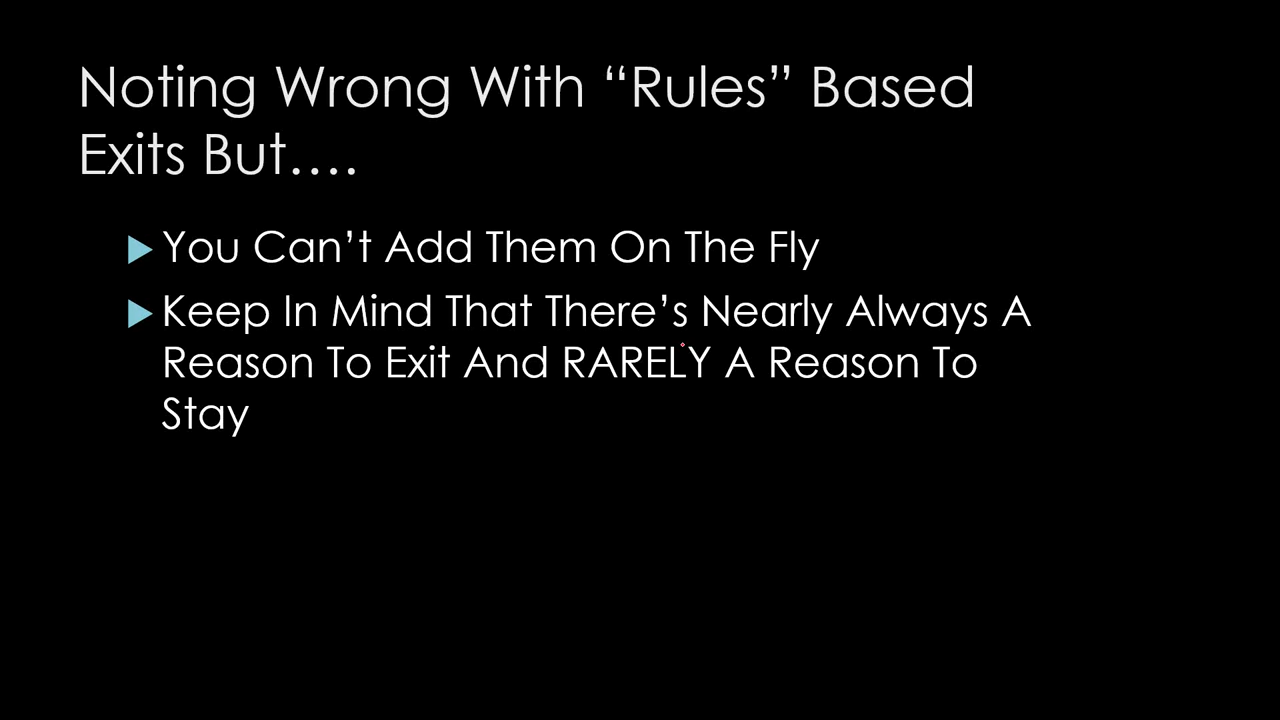 Noting Wrong With “Rules” Based
Exits But....
You Can’t Add Them On The Fly
Keep In Mind That There’s Nearly Always A
Reason To Exit And RARELY A Reason To
Stay